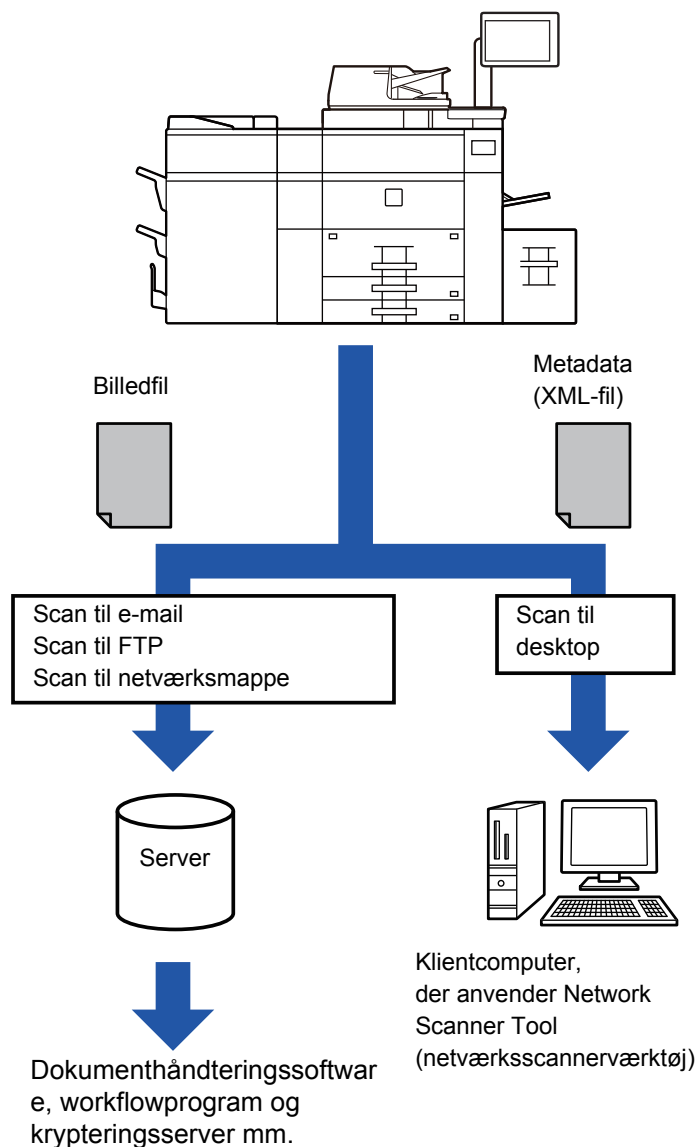 Billedfil
Metadata
(XML-fil)
Scan til e-mail
Scan til FTP
Scan til netværksmappe
Scan til
desktop
Server
Klientcomputer,
der anvender Network
Scanner Tool
(netværksscannerværktøj)
Dokumenthåndteringssoftwar
e, workflowprogram og
krypteringsserver mm.